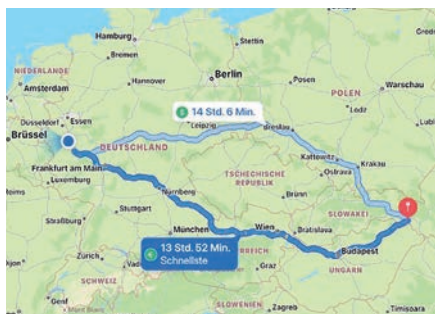 Hamburg
Bremen
Stettin
NIEDERLANDE
Amsterdam
Hannover
Berlin
Posen
POLEN
Warschau
Düsseldorf
Essen
14 Std. 6 Min.
Leipzig
Breslau
Lodz
Brüssel
DEUTSCHLAND
Frankfurt am Main
Luxemburg
Kattowitz
Krakau
Ostrava
TSCHECHISCHE
REPUBLIK
Nürnberg
Brünn
Stuttgart
Straßburg
SLOWAKEI
München
Wien
Bratislava
13 Std. 52 Min.
Schnellste
Budapest
Zürich
SCHWEIZ
Graz
UNGARN
Genf
SLOWENIEN
Zagreb
Timisoara